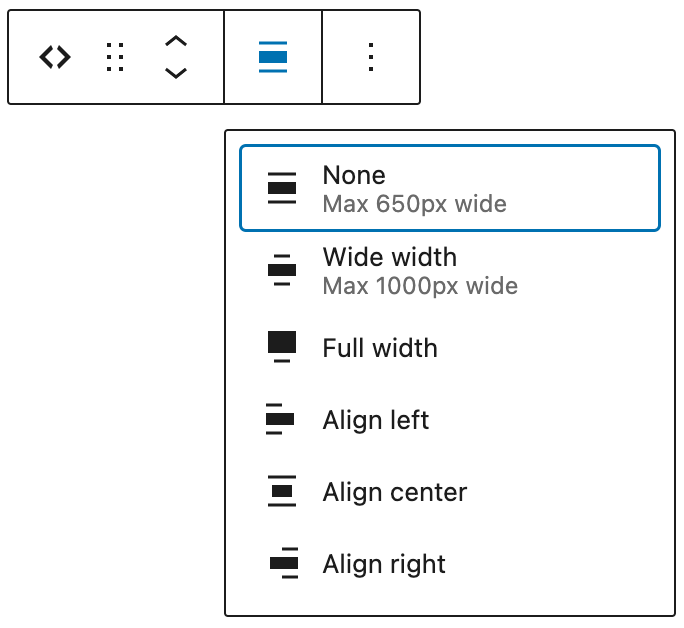 None
Max 650px wide
Wide width
Max 1000px wide
Full width
Align left
Align center
Align right